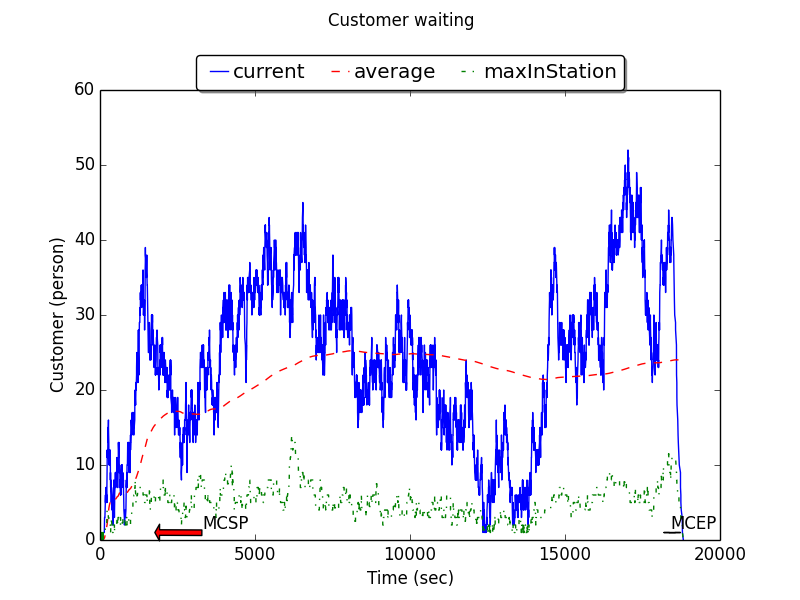 Customer waiting
current average maxInStation
60
50
40
30
20
10
0
Customer (person)
MCSP MCEP
0 5000 10000 15000 20000
Time (sec)